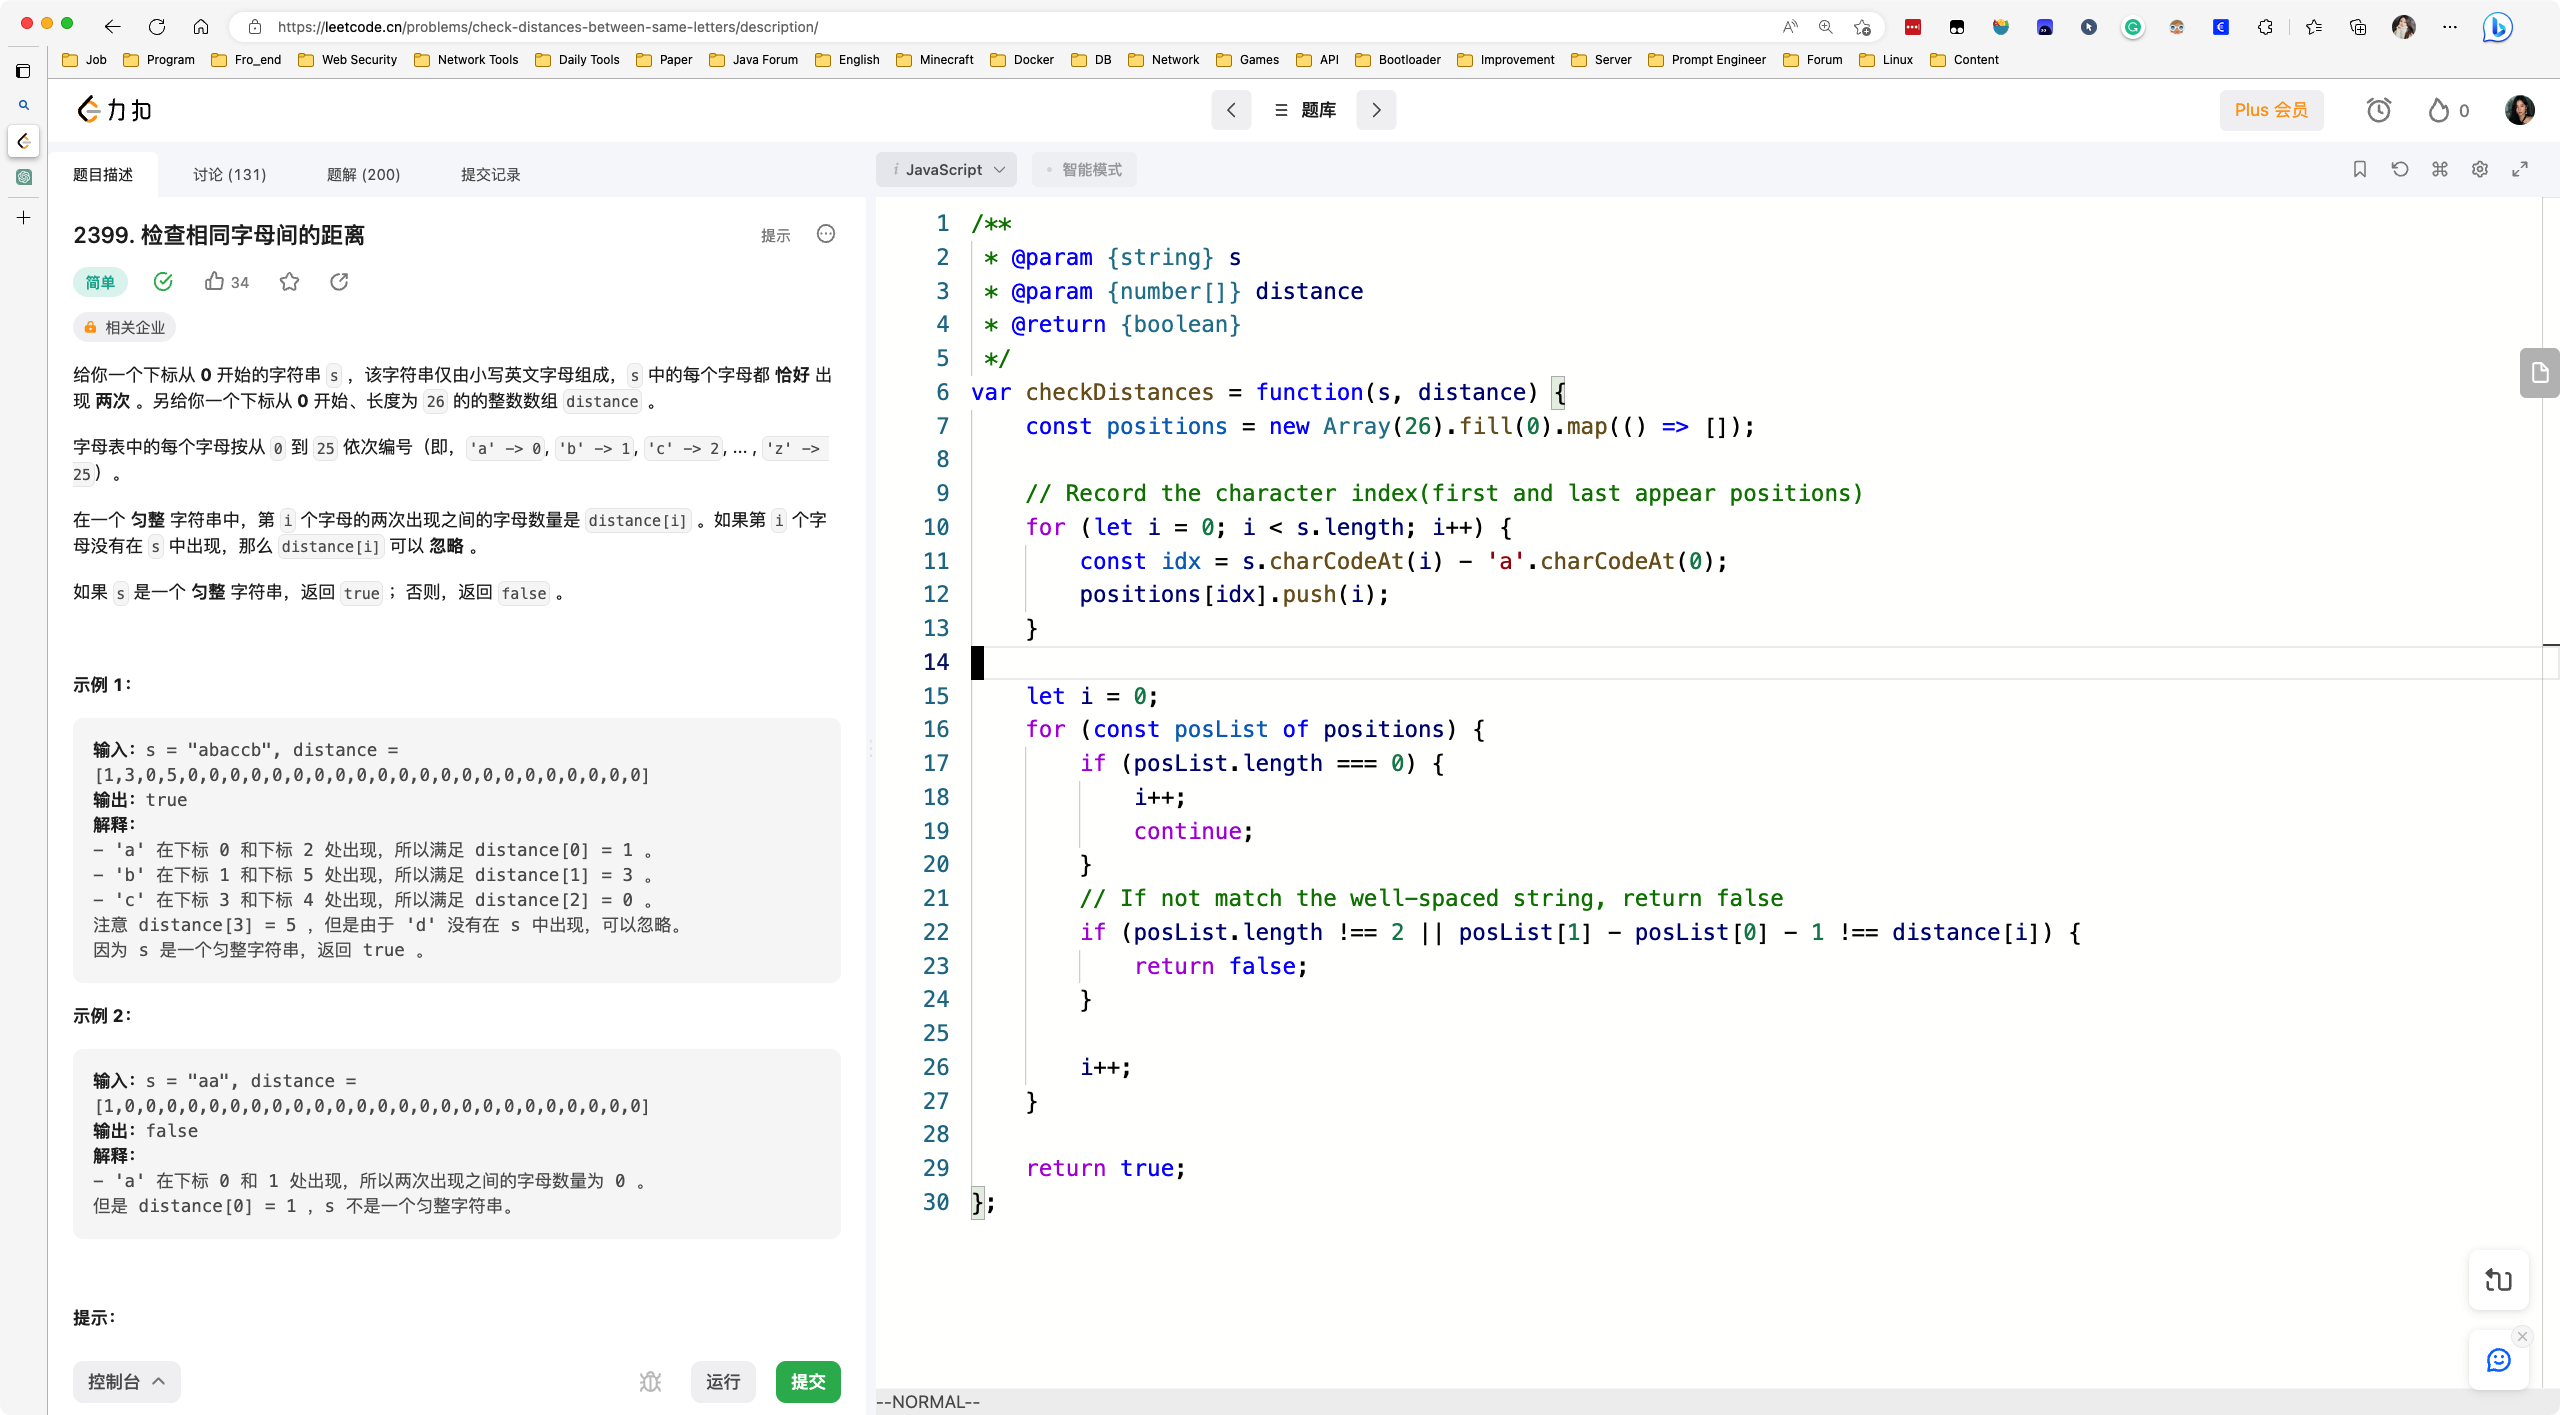 https://leetcode.cn/problems/check-distances-between-same-letters/description/
Job Program Fro_end Web Security Network Tools Daily Tools Paper Java Forum English Minecraft Docker DB Network Games API Bootloader Improvement Server Prompt Engineer Forum Linux Content
力扣
题库
Plus 会员
0
题目描述 讨论 (131) 题解 (200) 提交记录
i JavaScript
智能模式
2399. 检查相同字母间的距离
提示
简单
34
相关企业
给你一个下标从 0 开始的字符串 s ，该字符串仅由小写英文字母组成，s 中的每个字母都 恰好 出
现 两次 。另给你一个下标从 0 开始、长度为 26 的的整数数组 distance 。
字母表中的每个字母按从 0 到 25 依次编号（即，'a' -> 0, 'b' -> 1, 'c' -> 2, ... , 'z' ->
25）。
在一个 匀整 字符串中，第 i 个字母的两次出现之间的字母数量是 distance[i] 。如果第 i 个字
母没有在 s 中出现，那么 distance[i] 可以 忽略 。
如果 s 是一个 匀整 字符串，返回 true ；否则，返回 false 。
示例 1：
输入：s = "abaccb", distance =
[1,3,0,5,0,0,0,0,0,0,0,0,0,0,0,0,0,0,0,0,0,0,0,0,0,0]
输出：true
解释：
- 'a' 在下标 0 和下标 2 处出现，所以满足 distance[0] = 1 。
- 'b' 在下标 1 和下标 5 处出现，所以满足 distance[1] = 3 。
- 'c' 在下标 3 和下标 4 处出现，所以满足 distance[2] = 0 。
注意 distance[3] = 5 ，但是由于 'd' 没有在 s 中出现，可以忽略。
因为 s 是一个匀整字符串，返回 true 。
示例 2：
输入：s = "aa", distance =
[1,0,0,0,0,0,0,0,0,0,0,0,0,0,0,0,0,0,0,0,0,0,0,0,0,0]
输出：false
解释：
- 'a' 在下标 0 和 1 处出现，所以两次出现之间的字母数量为 0 。
但是 distance[0] = 1 ，s 不是一个匀整字符串。
提示：
控制台
运行
提交
1 /**
2 * @param {string} s
3 * @param {number[]} distance
4 * @return {boolean}
5 */
6 var checkDistances = function(s, distance) {
7 const positions = new Array(26).fill(0).map(() => []);
8
9 // Record the character index(first and last appear positions)
10 for (let i = 0; i < s.length; i++) {
11 const idx = s.charCodeAt(i) - 'a'.charCodeAt(0);
12 positions[idx].push(i);
13 }
14
15 let i = 0;
16 for (const posList of positions) {
17 if (posList.length === 0) {
18 i++;
19 continue;
20 }
21 // If not match the well-spaced string, return false
22 if (posList.length !== 2 || posList[1] - posList[0] - 1 !== distance[i]) {
23 return false;
24 }
25
26 i++;
27 }
28
29 return true;
30 };
--NORMAL--